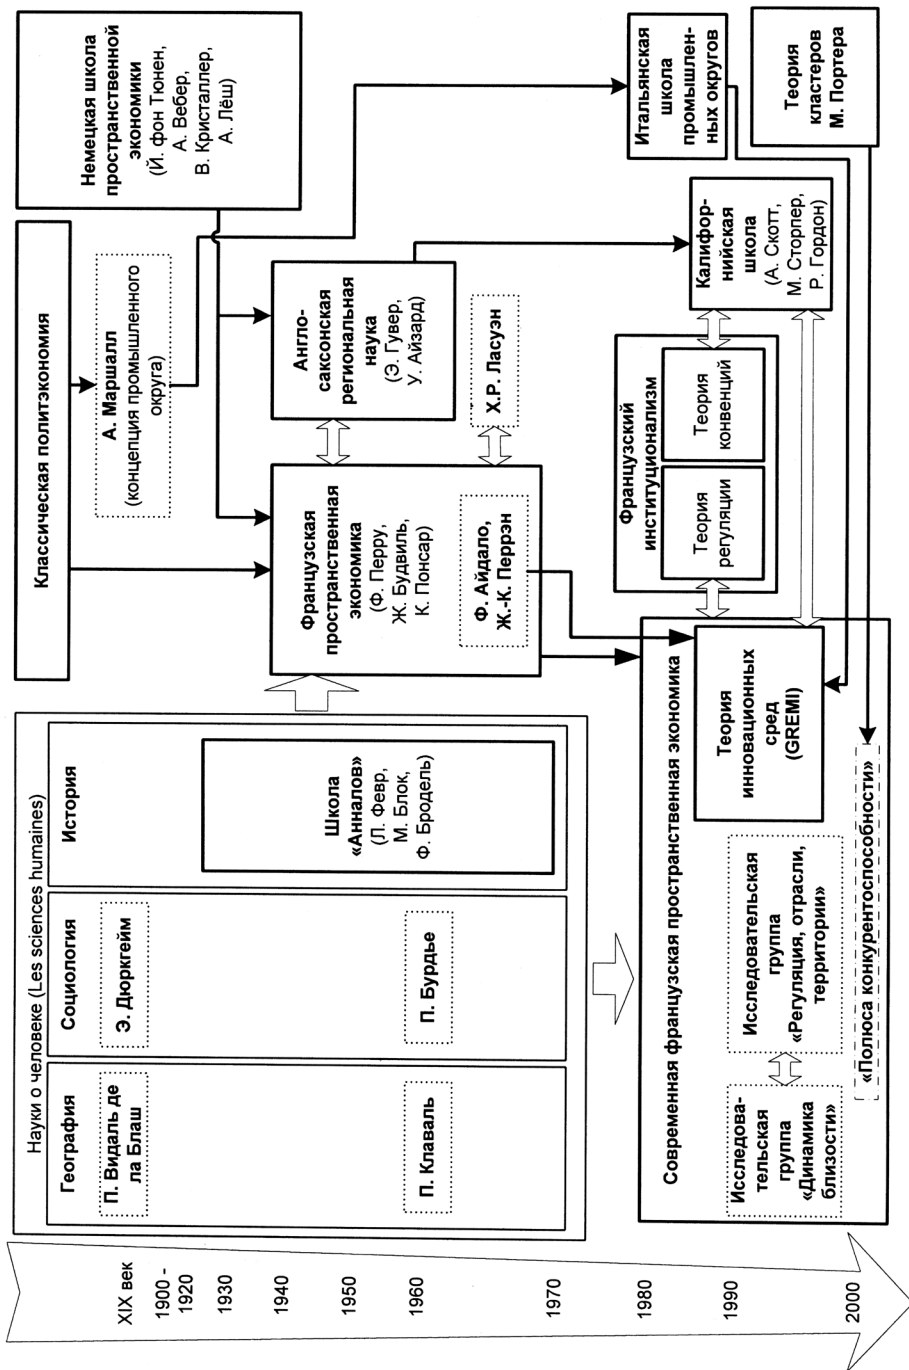 XIX век
1900 -
1920
1930
1940
1950
1960
1970
1980
1990
2000
Науки о человеке (Les sciences humaines)
География
П. Видаль де
ла Блаш
П. Клаваль
Социология
Э. Дюркгейм
П. Бурдье
История
Школа
«Анналов»
(Л. Февр,
М. Блок,
Ф. Бродель)
Классическая политэкономия
А. Маршалл
(концепция промышленного
округа)
Немецкая школа
пространственной
экономики
(Й. фон Тюнен,
А. Вебер,
В. Кристаллер,
А. Лёш)
Французская
пространственная
экономика
(Ф. Перру,
Ж. Будвиль,
К. Понсар)
Ф. Айдало,
Ж.-К. Перрэн
Англо-
саксонская
региональная
наука
(Э. Гувер,
У. Айзард)
Х.Р. Ласуэн
Современная французская пространственная экономика
Исследова-
тельская
группа
«Динамика
близости»
Исследовательская
группа
«Регуляция, отрасли,
территории»
Теория
инновационных
сред
(GREMI)
«Полюса конкурентоспособности»
Французский
институционализм
Теория
регуляции
Теория
конвенций
Калифор-
нийская
школа
(А. Скотт,
М. Сторпер,
Р. Гордон)
Итальянская
школа
промышлен-
ных округов
Теория
кластеров
М. Портера